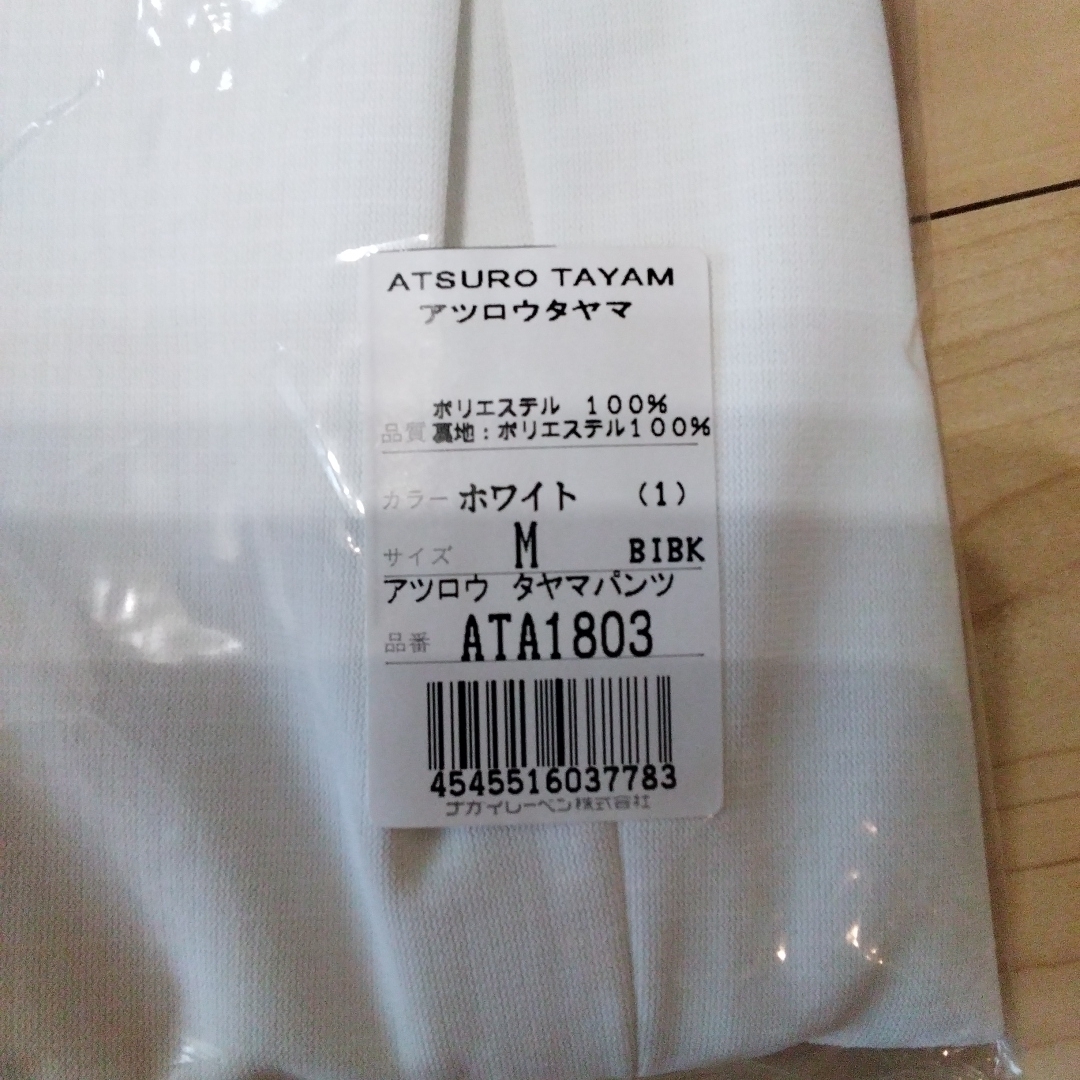 ATSURO TAYAM
アツロウタヤマ
ポリエステル １００％
品質 裏地：ポリエステル１００％
カラー ホワイト （１）
サイズ M BIBK
アツロウ タヤマパンツ
品番 ATA1803
4545516037783
ナガイレーベン株式会社